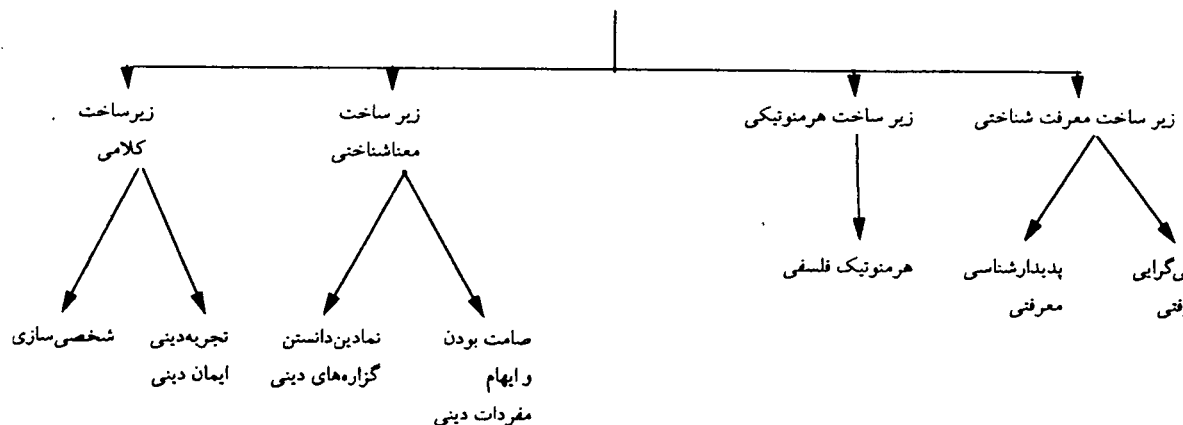 زیر ساخت معرفت شناختی
زیر ساخت هرمنوتیکی
زیر ساخت
معناشناختی
زیرساخت
کلامی
پدیدارشناسی
معرفتی
هرمنوتیک فلسفی
صامت بودن
و ابهام
مفردات دینی
نمادین‌دانستن
گزاره‌های دینی
تجربه‌دینی
ایمان دینی
شخصی‌سازی